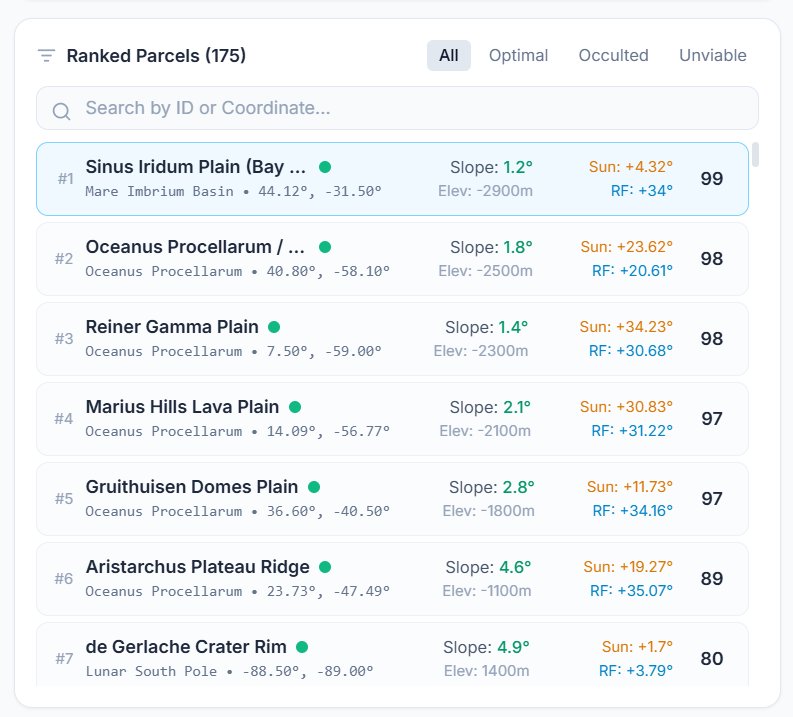 Ranked Parcels (175)
All Optimal Occulted Unviable
Search by ID or Coordinate...
#1 Sinus Iridum Plain (Bay ... Slope: 1.2° Sun: +4.32° 99
Mare Imbrium Basin • 44.12°, -31.50° Elev: -2900m RF: +34°
#2 Oceanus Procellarum / ... Slope: 1.8° Sun: +23.62° 98
Oceanus Procellarum • 40.80°, -58.10° Elev: -2500m RF: +20.61°
#3 Reiner Gamma Plain Slope: 1.4° Sun: +34.23° 98
Oceanus Procellarum • 7.50°, -59.00° Elev: -2300m RF: +30.68°
#4 Marius Hills Lava Plain Slope: 2.1° Sun: +30.83° 97
Oceanus Procellarum • 14.09°, -56.77° Elev: -2100m RF: +31.22°
#5 Gruithuisen Domes Plain Slope: 2.8° Sun: +11.73° 97
Oceanus Procellarum • 36.60°, -40.50° Elev: -1800m RF: +34.16°
#6 Aristarchus Plateau Ridge Slope: 4.6° Sun: +19.27° 89
Oceanus Procellarum • 23.73°, -47.49° Elev: -1100m RF: +35.07°
#7 de Gerlache Crater Rim Slope: 4.9° Sun: +1.7° 80
Lunar South Pole • -88.50°, -89.00° Elev: 1400m RF: +3.79°